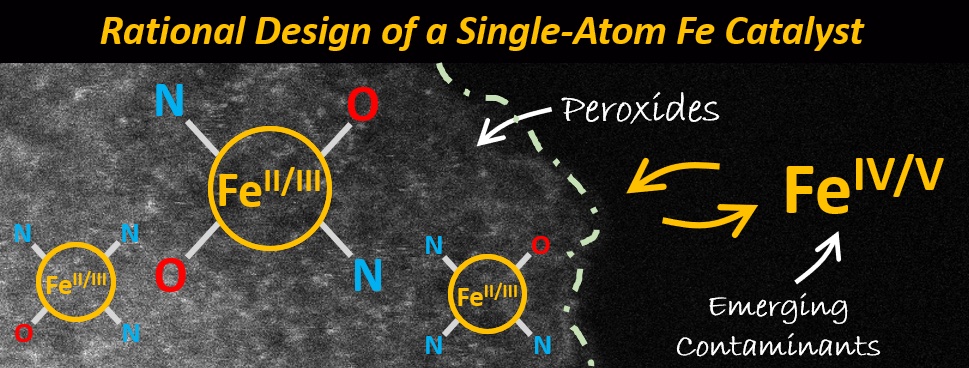 Rational Design of a Single-Atom Fe Catalyst
N
O
Fe^II/III
O
N
N
N
Fe^II/III
O
N
N
O
Fe^II/III
N
N
Peroxides
Fe^IV/V
Emerging
Contaminants